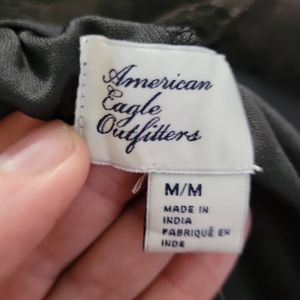 American
Eagle
Outfitters
M/M
MADE IN
INDIA
FABRIQUÉ EN
INDE